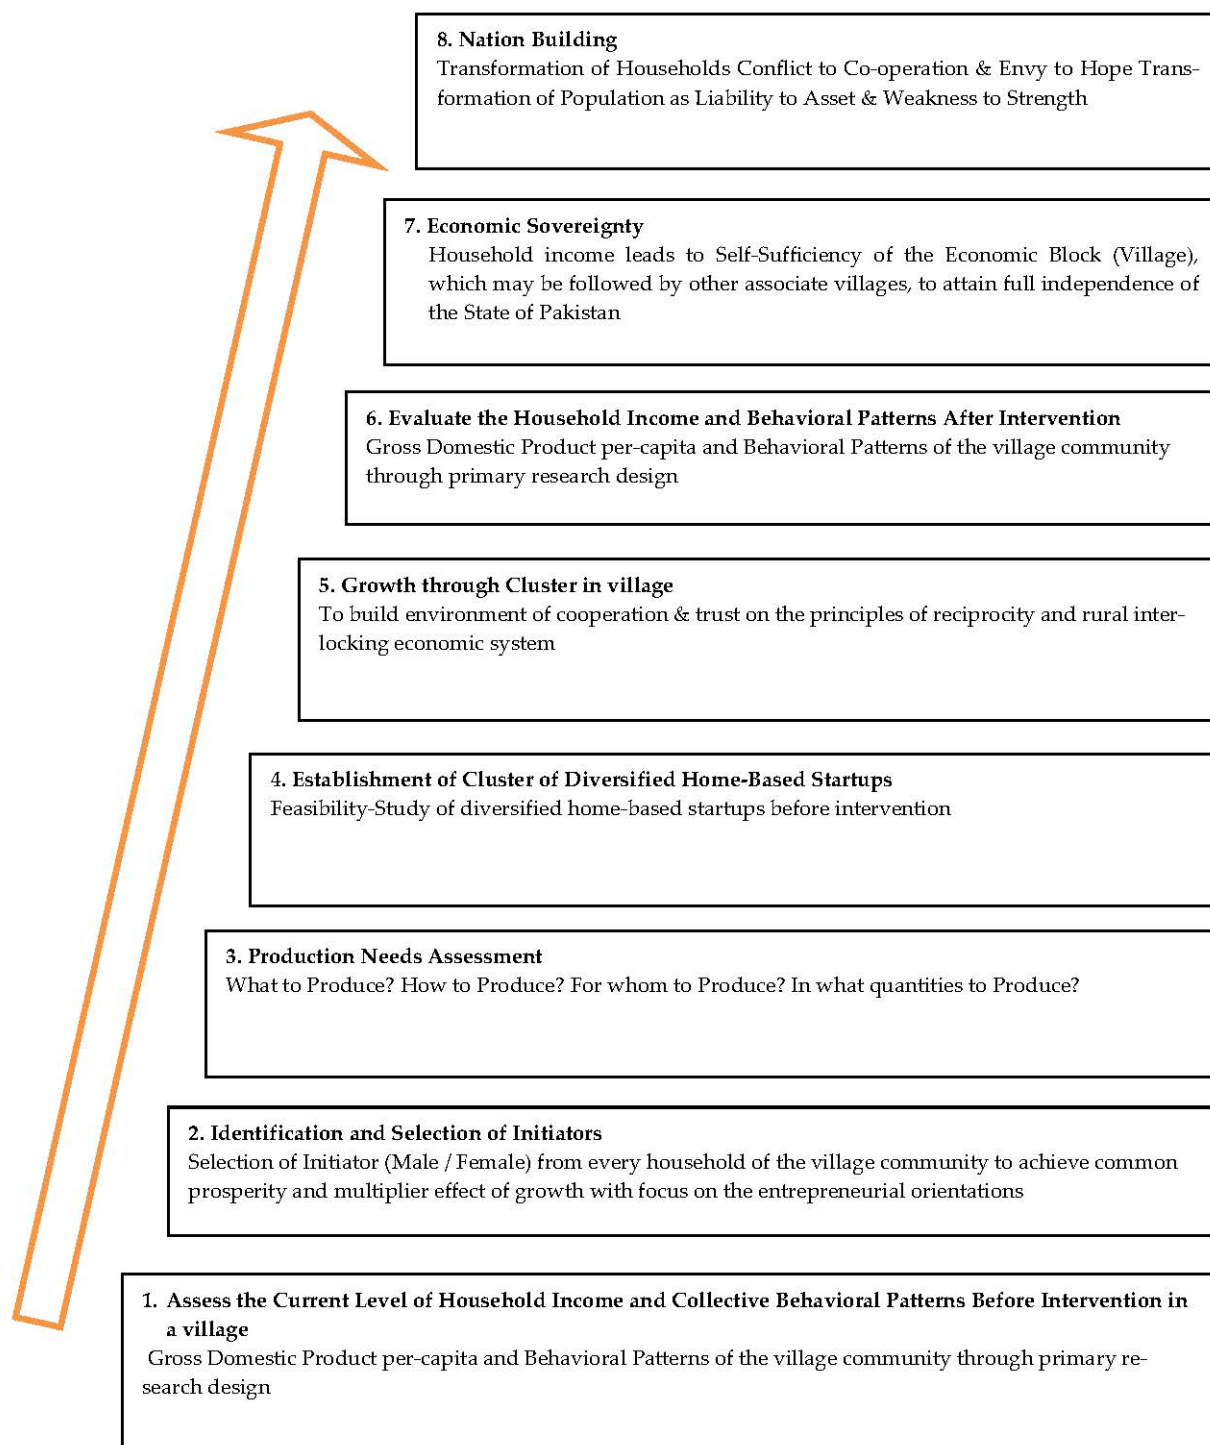 8. Nation Building
Transformation of Households Conflict to Co-operation & Envy to Hope Trans-
formation of Population as Liability to Asset & Weakness to Strength
7. Economic Sovereignty
Household income leads to Self-Sufficiency of the Economic Block (Village),
which may be followed by other associate villages, to attain full independence of
the State of Pakistan
6. Evaluate the Household Income and Behavioral Patterns After Intervention
Gross Domestic Product per-capita and Behavioral Patterns of the village community
through primary research design
5. Growth through Cluster in village
To build environment of cooperation & trust on the principles of reciprocity and rural inter-
locking economic system
4. Establishment of Cluster of Diversified Home-Based Startups
Feasibility-Study of diversified home-based startups before intervention
3. Production Needs Assessment
What to Produce? How to Produce? For whom to Produce? In what quantities to Produce?
2. Identification and Selection of Initiators
Selection of Initiator (Male / Female) from every household of the village community to achieve common
prosperity and multiplier effect of growth with focus on the entrepreneurial orientations
1. Assess the Current Level of Household Income and Collective Behavioral Patterns Before Intervention in
a village
Gross Domestic Product per-capita and Behavioral Patterns of the village community through primary re-
search design